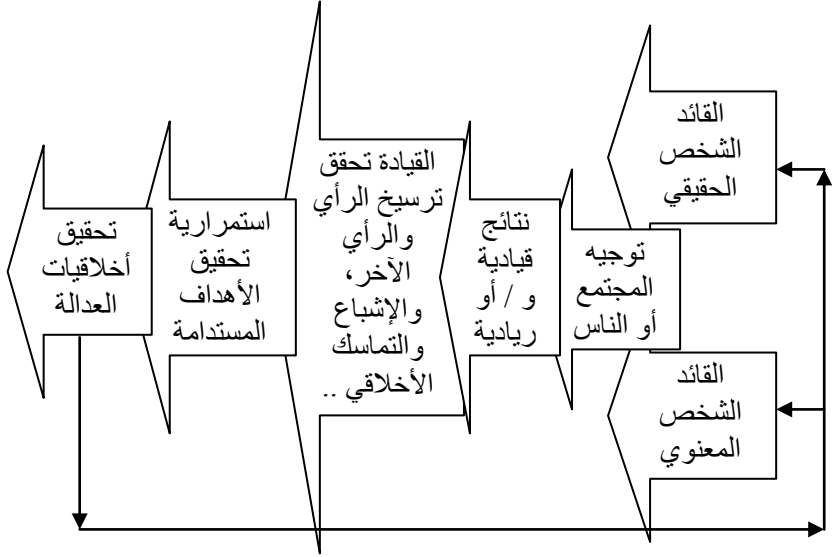 القائد
الشخص
الحقيقي
القائد
الشخص
المعنوي
توجيه
المجتمع
أو الناس
نتائج
قيادية
و / أو
ريادية
القيادة تحقق
ترسيخ الرأي
والرأي
الآخر،
والإشباع
والتماسك
الأخلاقي ..
استمرارية
تحقيق
الأهداف
المستدامة
تحقيق
أخلاقيات
العدالة